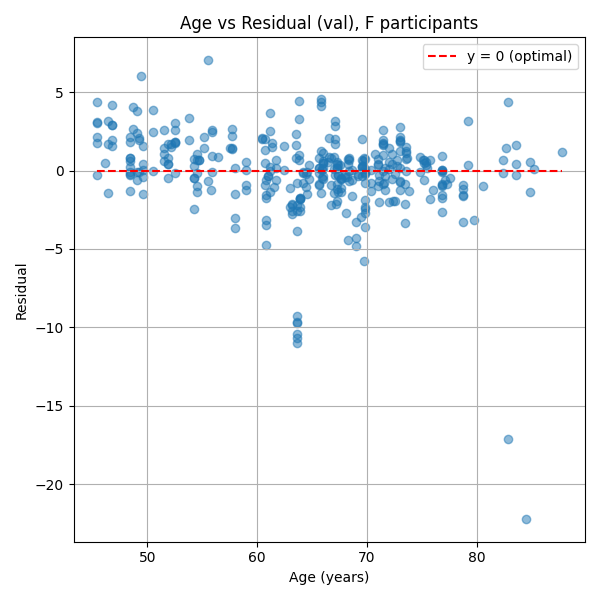 Age vs Residual (val), F participants
y = 0 (optimal)
Residual
5
0
−5
−10
−15
−20
50 60 70 80
Age (years)